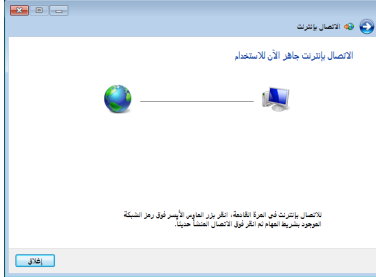 الاتصال بإنترنت
الاتصال بإنترنت جاهز الآن للاستخدام
للاتصال بإنترنت في المرة القادمة، انقر بزر الماوس الأيسر فوق رمز الشبكة
الموجود بشريط المهام ثم انقر فوق الاتصال المنشأ حديثاً.
إغلاق